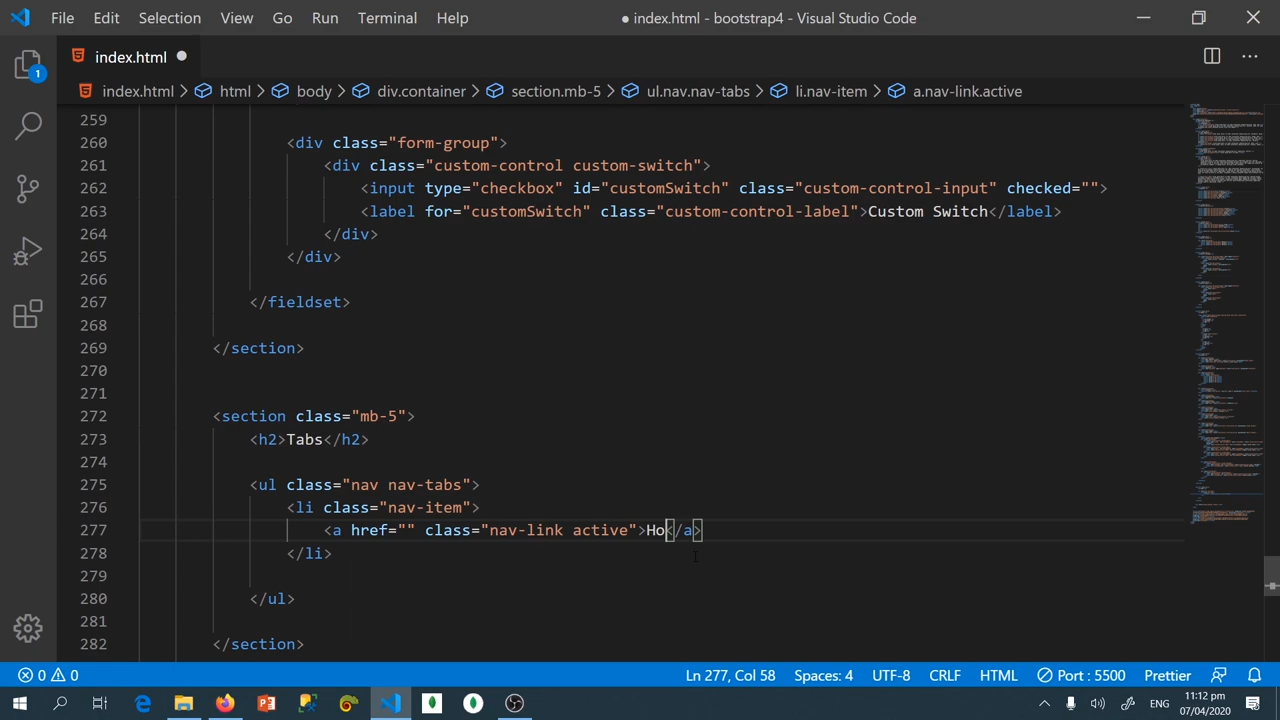 File Edit Selection View Go Run Terminal Help ● index.html - bootstrap4 - Visual Studio Code
index.html ●
index.html > html > body > div.container > section.mb-5 > ul.nav.nav-tabs > li.nav-item > a.nav-link.active
1
259
260 <div class="form-group">
261 <div class="custom-control custom-switch">
262 <input type="checkbox" id="customSwitch" class="custom-control-input" checked="">
263 <label for="customSwitch" class="custom-control-label">Custom Switch</label>
264 </div>
265 </div>
266
267 </fieldset>
268
269 </section>
270
271
272 <section class="mb-5">
273 <h2>Tabs</h2>
274
275 <ul class="nav nav-tabs">
276 <li class="nav-item">
277 <a href="" class="nav-link active">Ho</a>
278 </li>
279
280 </ul>
281
282 </section>
0 0 Ln 277, Col 58 Spaces: 4 UTF-8 CRLF HTML Port : 5500 Prettier
ENG 11:12 pm
07/04/2020